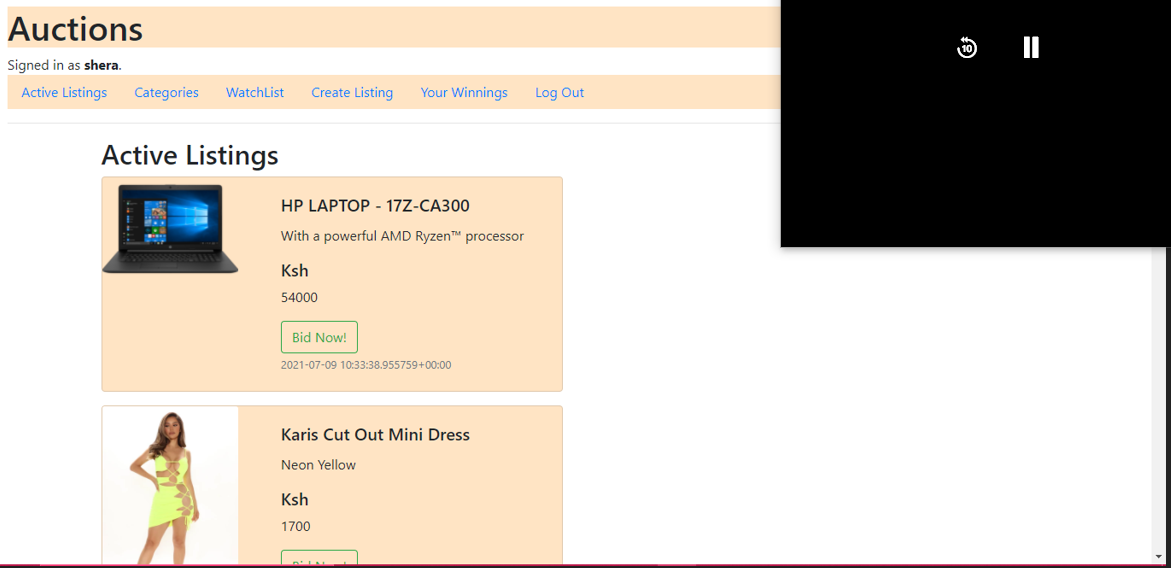 Auctions
Signed in as shera.
Active Listings Categories WatchList Create Listing Your Winnings Log Out
10
Active Listings
HP LAPTOP - 17Z-CA300
With a powerful AMD Ryzen™ processor
Ksh
54000
Bid Now!
2021-07-09 10:33:38.955759+00:00
Karis Cut Out Mini Dress
Neon Yellow
Ksh
1700
Bid Now!